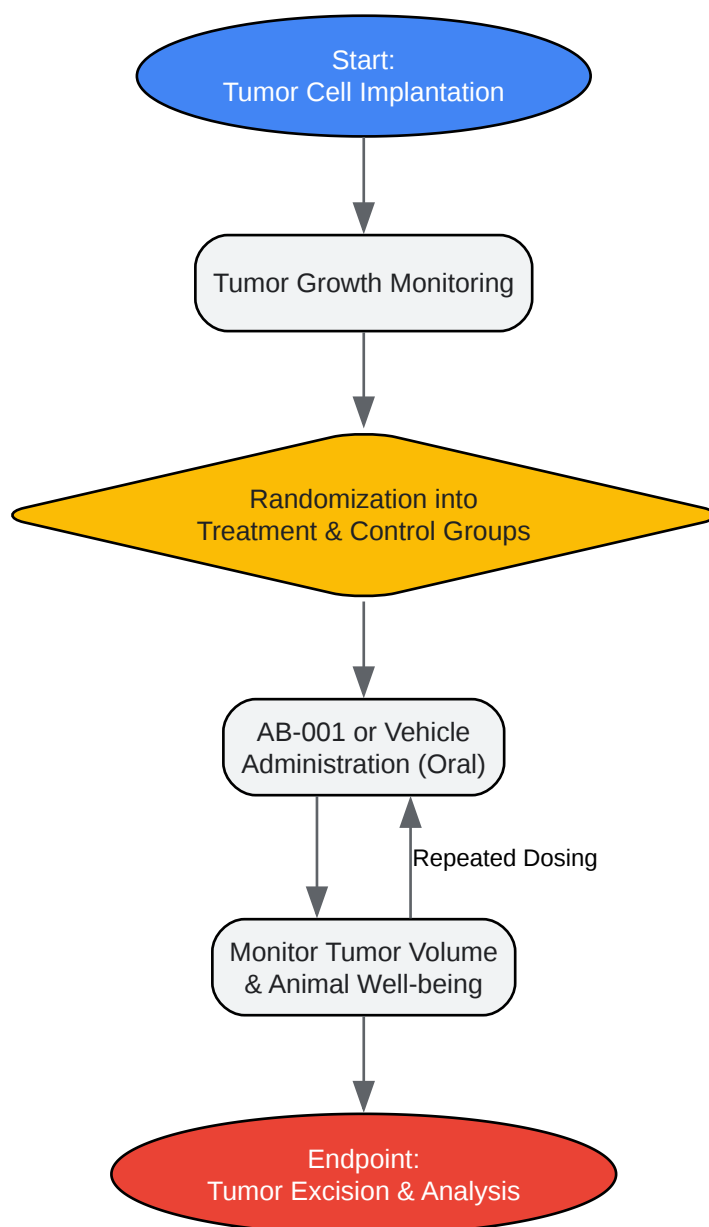 Start:
Tumor Cell Implantation
Tumor Growth Monitoring
Randomization into
Treatment & Control Groups
AB-001 or Vehicle
Administration (Oral)
Repeated Dosing
Monitor Tumor Volume
& Animal Well-being
Endpoint:
Tumor Excision & Analysis